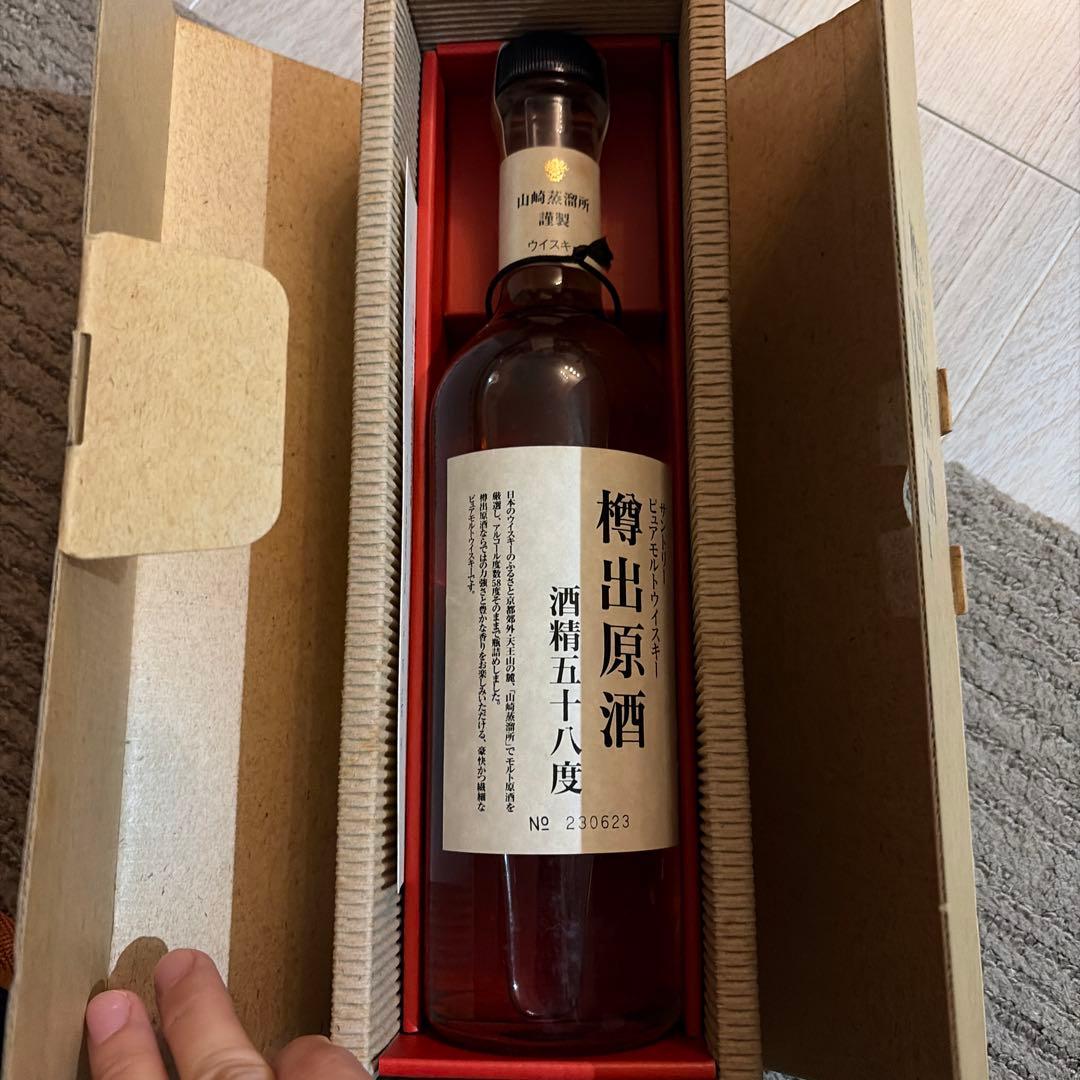 山崎蒸溜所
謹製
ウイスキ
サントリー
ピュアモルトウイスキー
樽出原酒
酒精五十八度
日本のウイスキーのふるさと京都郊外・天王山の麓、「山崎蒸溜所」でモルト原酒を
厳選し、アルコール度数58度そのままで瓶詰めしました。
樽出原酒ならではの力強さと豊かな香りをお楽しみいただける、豪快かつ繊細な
ピュアモルトウイスキーです。
№ 230623